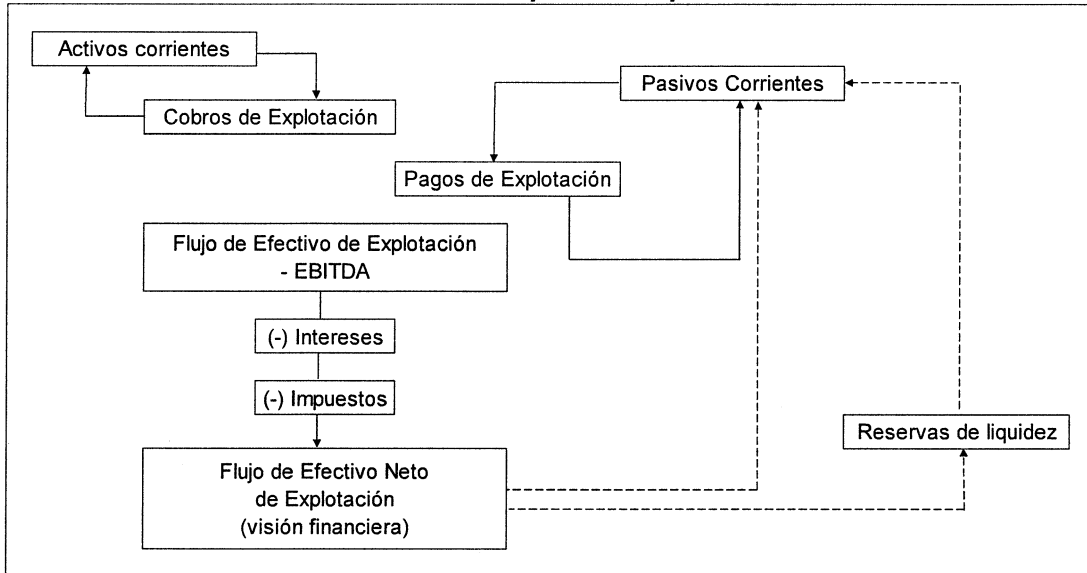 Activos corrientes
Cobros de Explotación
Pasivos Corrientes
Pagos de Explotación
Flujo de Efectivo de Explotación
- EBITDA
(-) Intereses
(-) Impuestos
Flujo de Efectivo Neto
de Explotación
(visión financiera)
Reservas de liquidez